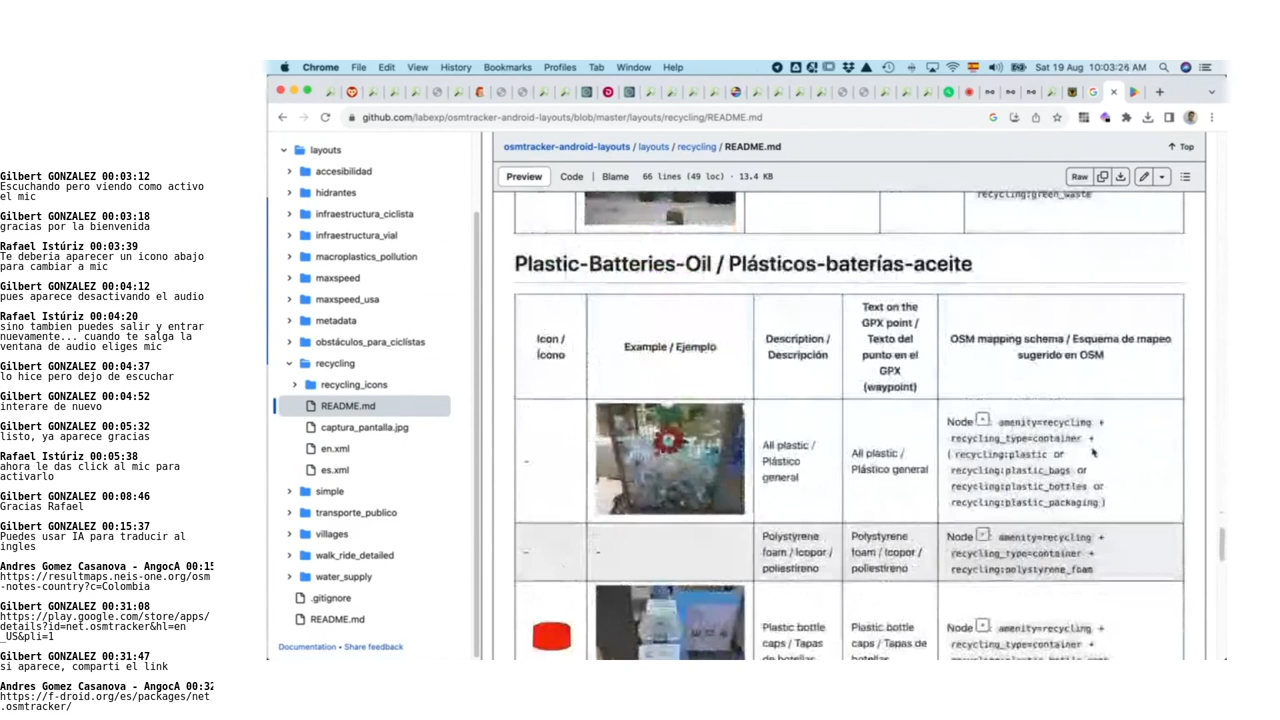 Gilbert GONZALEZ 00:03:12
Escuchando pero viendo como activo
el mic
Gilbert GONZALEZ 00:03:18
gracias por la bienvenida
Rafael Istúriz 00:03:39
Te deberia aparecer un icono abajo
para cambiar a mic
Gilbert GONZALEZ 00:04:12
pues aparece desactivando el audio
Rafael Istúriz 00:04:20
sino tambien puedes salir y entrar
nuevamente... cuando te salga la
ventana de audio eliges mic
Gilbert GONZALEZ 00:04:37
lo hice pero dejo de escuchar
Gilbert GONZALEZ 00:04:52
interare de nuevo
Gilbert GONZALEZ 00:05:32
listo, ya aparece gracias
Rafael Istúriz 00:05:38
ahora le das click al mic para
activarlo
Gilbert GONZALEZ 00:08:46
Gracias Rafael
Gilbert GONZALEZ 00:15:37
Puedes usar IA para traducir al
ingles
Andres Gomez Casanova - AngocA 00:15
https://resultmaps.neis-one.org/osm
-notes-country?c=Colombia
Gilbert GONZALEZ 00:31:08
https://play.google.com/store/apps/
details?id=net.osmtracker&hl=en
_US&pli=1
Gilbert GONZALEZ 00:31:47
si aparece, comparti el link
Andres Gomez Casanova - AngocA 00:32
https://f-droid.org/es/packages/net
.osmtracker/
Chrome File Edit View History Bookmarks Profiles Tab Window Help Sat 19 Aug 10:03:26 AM
github.com/labexp/osmtracker-android-layouts/blob/master/layouts/recycling/README.md
layouts
accesibilidad
hidrantes
infraestructura_ciclista
infraestructura_vial
macroplastics_pollution
maxspeed
maxspeed_usa
metadata
obstáculos_para_ciclistas
recycling
recycling_icons
README.md
captura_pantalla.jpg
en.xml
es.xml
simple
transporte_publico
villages
walk_ride_detailed
water_supply
.gitignore
README.md
Documentation • Share feedback
osmtracker-android-layouts / layouts / recycling / README.md
Top
Preview Code Blame 66 lines (49 loc) · 13.4 KB Raw
recycling:green_waste
Plastic-Batteries-Oil / Plásticos-baterías-aceite
Icon / Ícono
Example / Ejemplo
Description / Descripción
Text on the GPX point / Texto del punto en el GPX (waypoint)
OSM mapping schema / Esquema de mapeo sugerido en OSM
-
All plastic / Plástico general
All plastic / Plástico general
Node : amenity=recycling +
recycling_type=container +
( recycling:plastic or
recycling:plastic_bags or
recycling:plastic_bottles or
recycling:plastic_packaging )
-
-
Polystyrene foam / Icopor / poliestireno
Polystyrene foam / Icopor / poliestireno
Node : amenity=recycling +
recycling_type=container +
recycling:polystyrene_foam
Plastic bottle caps / Tapas de botellas
Plastic bottle caps / Tapas de botellas
Node : amenity=recycling +
recycling_type=container +